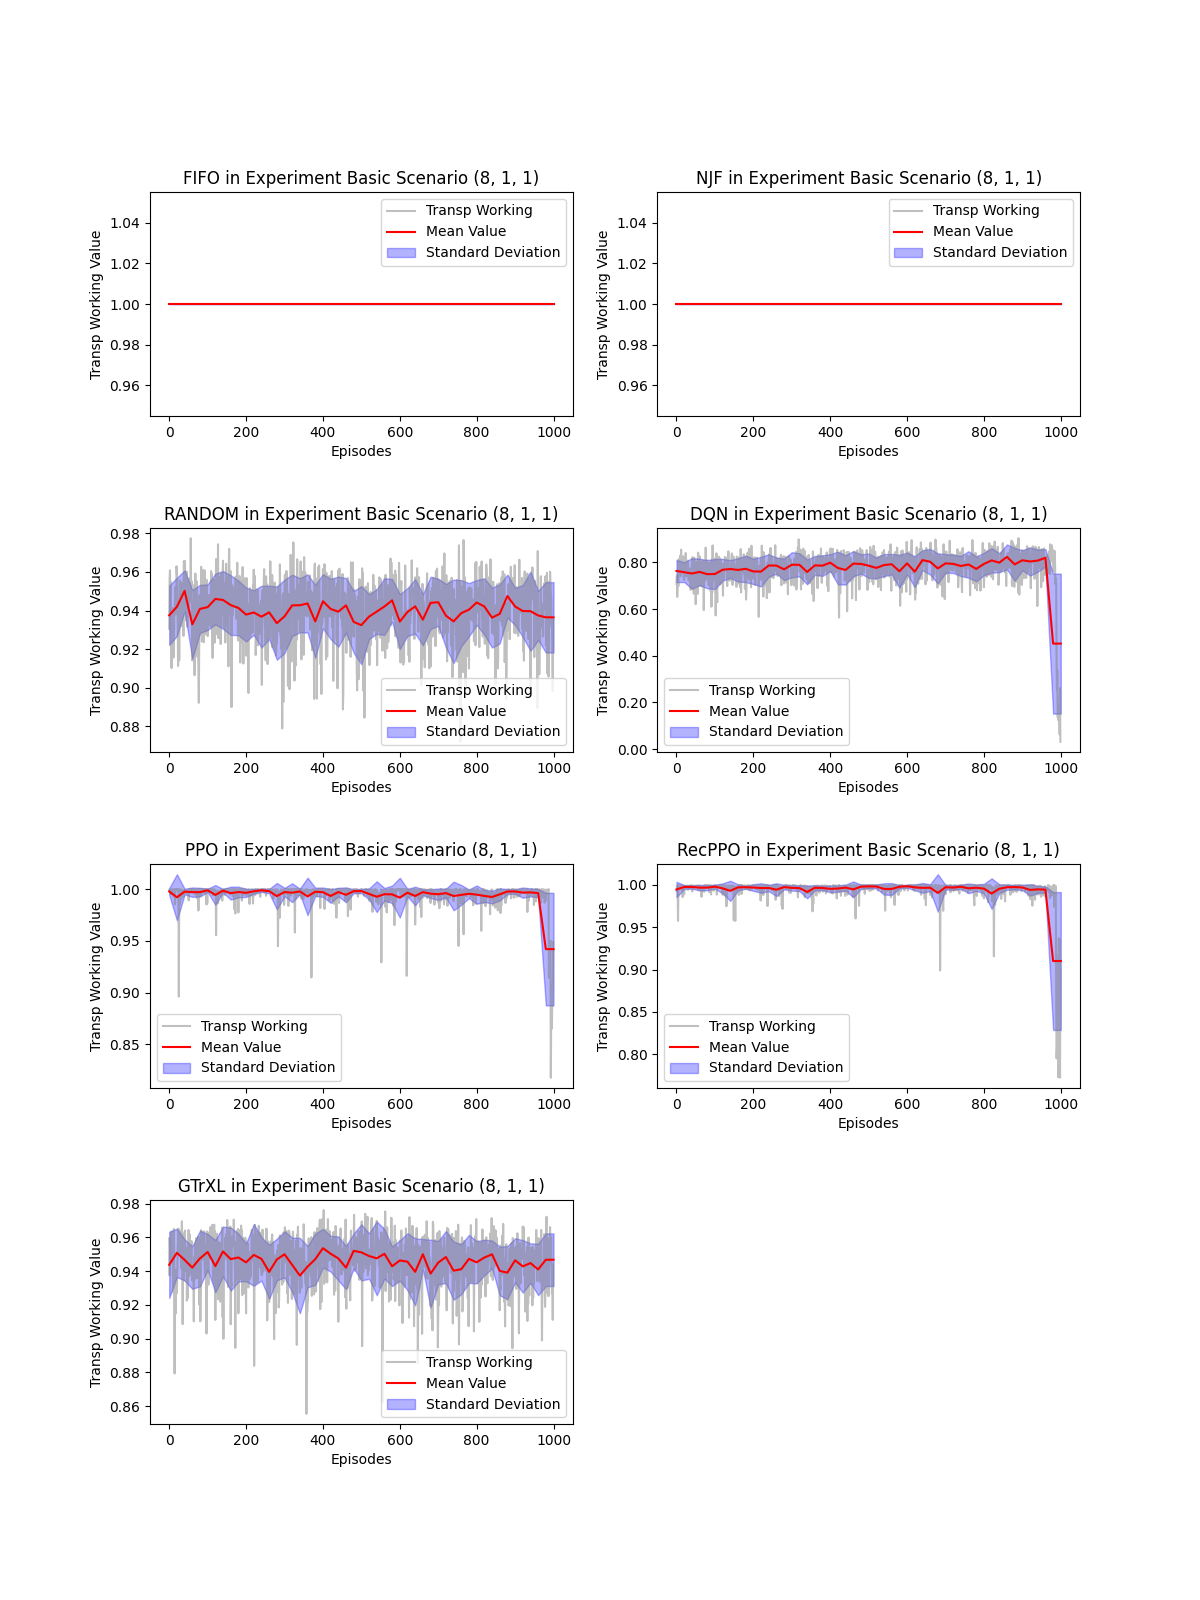 FIFO in Experiment Basic Scenario (8, 1, 1)
Transp Working Value
1.04
1.02
1.00
0.98
0.96
Transp Working
Mean Value
Standard Deviation
0 200 400 600 800 1000
Episodes
NJF in Experiment Basic Scenario (8, 1, 1)
Transp Working Value
1.04
1.02
1.00
0.98
0.96
Transp Working
Mean Value
Standard Deviation
0 200 400 600 800 1000
Episodes
RANDOM in Experiment Basic Scenario (8, 1, 1)
Transp Working Value
0.98
0.96
0.94
0.92
0.90
0.88
Transp Working
Mean Value
Standard Deviation
0 200 400 600 800 1000
Episodes
DQN in Experiment Basic Scenario (8, 1, 1)
Transp Working Value
0.80
0.60
0.40
0.20
0.00
Transp Working
Mean Value
Standard Deviation
0 200 400 600 800 1000
Episodes
PPO in Experiment Basic Scenario (8, 1, 1)
Transp Working Value
1.00
0.95
0.90
0.85
Transp Working
Mean Value
Standard Deviation
0 200 400 600 800 1000
Episodes
RecPPO in Experiment Basic Scenario (8, 1, 1)
Transp Working Value
1.00
0.95
0.90
0.85
0.80
Transp Working
Mean Value
Standard Deviation
0 200 400 600 800 1000
Episodes
GTrXL in Experiment Basic Scenario (8, 1, 1)
Transp Working Value
0.98
0.96
0.94
0.92
0.90
0.88
0.86
Transp Working
Mean Value
Standard Deviation
0 200 400 600 800 1000
Episodes